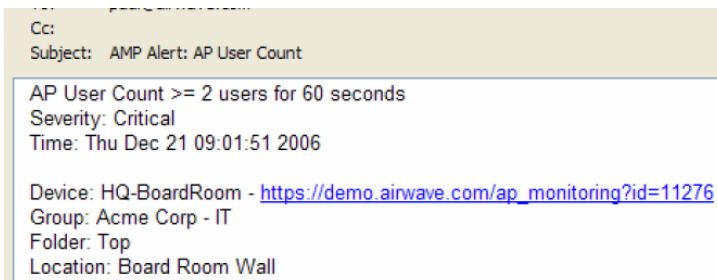 Cc:
Subject: AMP Alert: AP User Count
AP User Count >= 2 users for 60 seconds
Severity: Critical
Time: Thu Dec 21 09:01:51 2006
Device: HQ-BoardRoom - https://demo.airwave.com/ap_monitoring?id=11276
Group: Acme Corp - IT
Folder: Top
Location: Board Room Wall